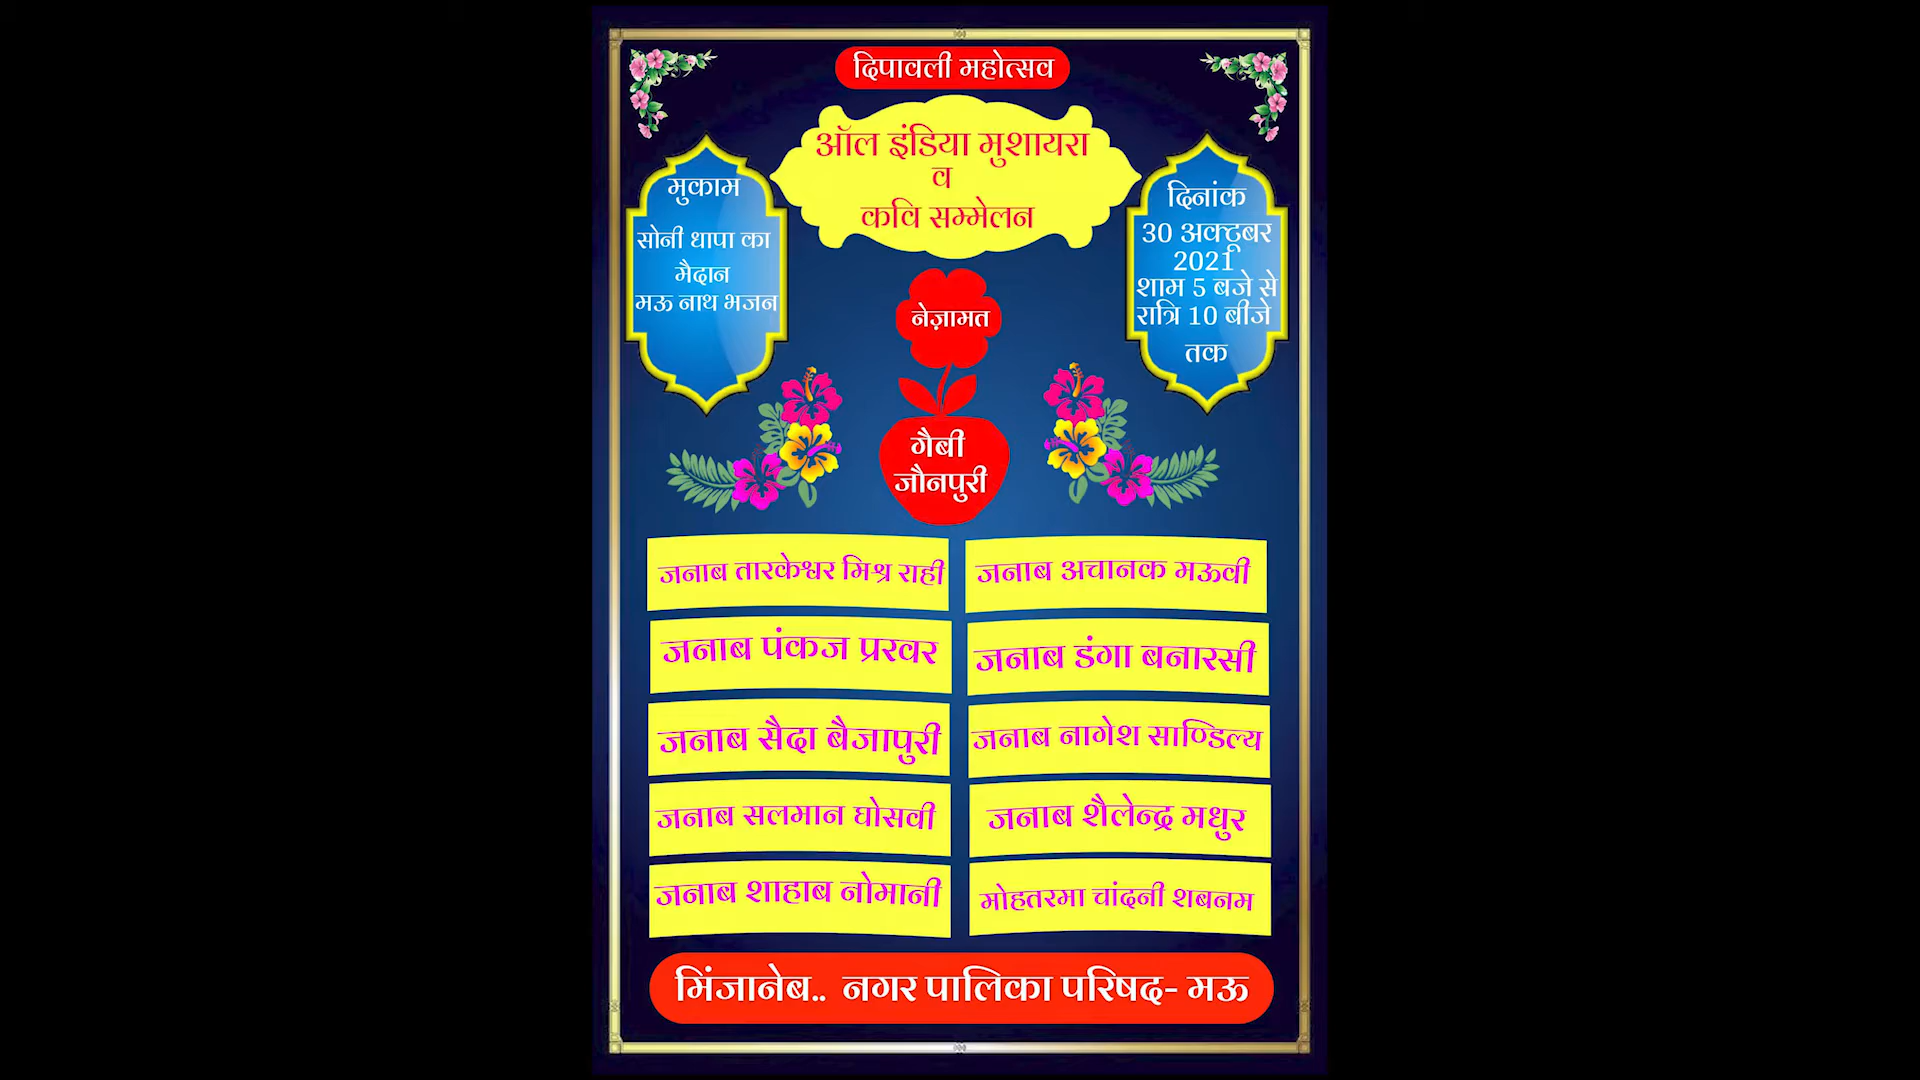 दिपावली महोत्सव
ऑल इंडिया मुशायरा
व
कवि सम्मेलन
मुकाम
सोनी धापा का
मैदान
मऊ नाथ भजन
दिनांक
30 अक्टूबर
2021
शाम 5 बजे से
रात्रि 10 बीजे
तक
नेज़ामत
गैबी
जौनपुरी
जनाब तारकेश्वर मिश्र राही
जनाब अचानक मऊवी
जनाब पंकज प्रखर
जनाब डंगा बनारसी
जनाब सैदा बैजापुरी
जनाब नागेश साण्डिल्य
जनाब सलमान घोसवी
जनाब शैलेन्द्र मधुर
जनाब शाहाब नोमानी
मोहतरमा चांदनी शबनम
मिंजानेब.. नगर पालिका परिषद- मऊ